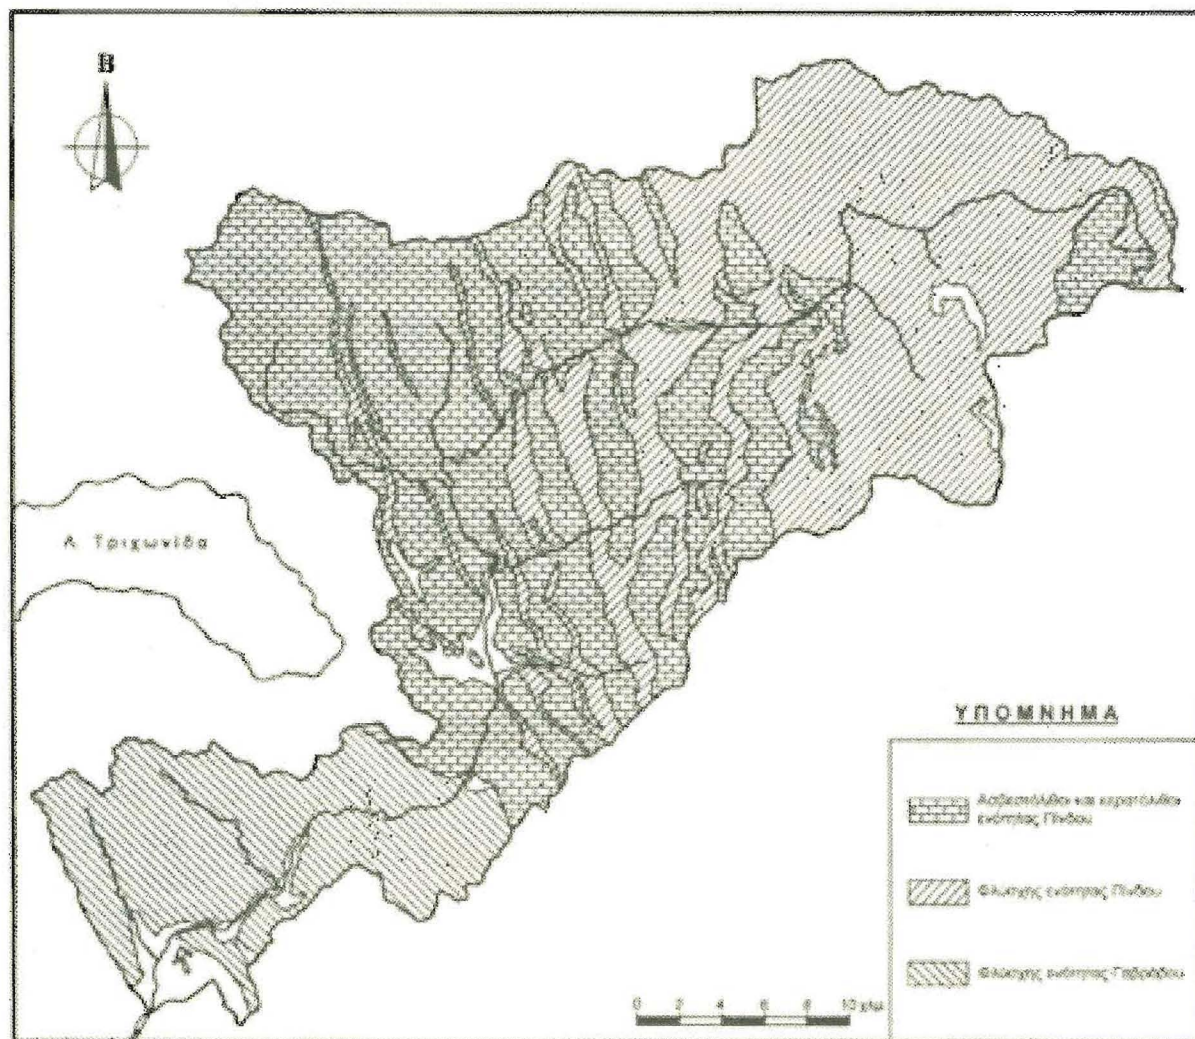 Β
Λ. Τριχωνίδα
ΥΠΟΜΝΗΜΑ
Ασβεστόλιθοι και κερατόλιθοι
ενότητας Πίνδου
Φλύσχης ενότητας Πίνδου
Φλύσχης ενότητας Γαβρόβου
0 2 4 6 8 10 χλμ